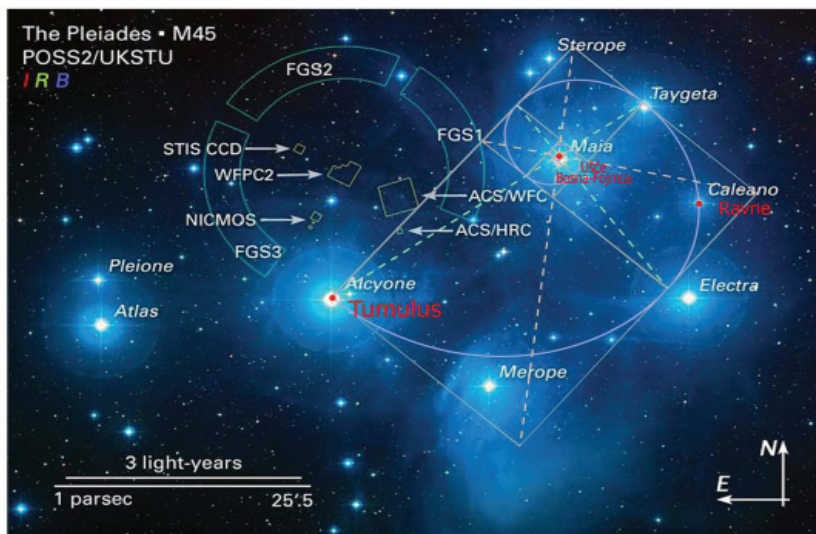 The Pleiades • M45
POSS2/UKSTU
I R B
FGS2
Sterope
Taygeta
FGS1
STIS CCD
Maia
WFPC2
Ušće
Bosna-Fojnica
ACS/WFC
Caleano
Ravne
NICMOS
ACS/HRC
FGS3
Pleione
Alcyone
Electra
Tumulus
Atlas
Merope
3 light-years
1 parsec 25'.5
N
E